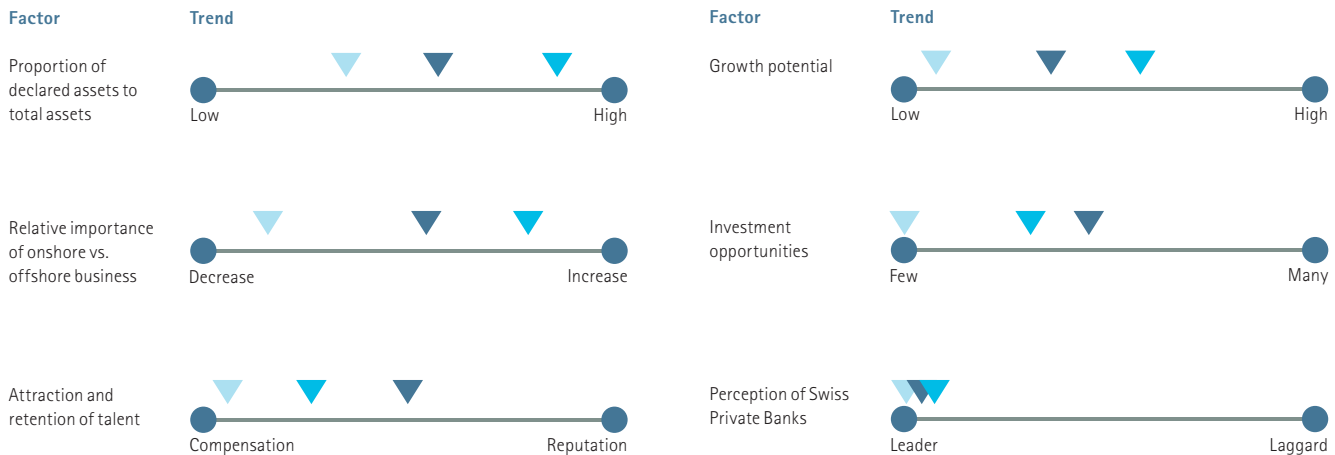 Factor
Trend
Proportion of
declared assets to
total assets
Low
High
Relative importance
of onshore vs.
offshore business
Decrease
Increase
Attraction and
retention of talent
Compensation
Reputation
Factor
Trend
Growth potential
Low
High
Investment
opportunities
Few
Many
Perception of Swiss
Private Banks
Leader
Laggard